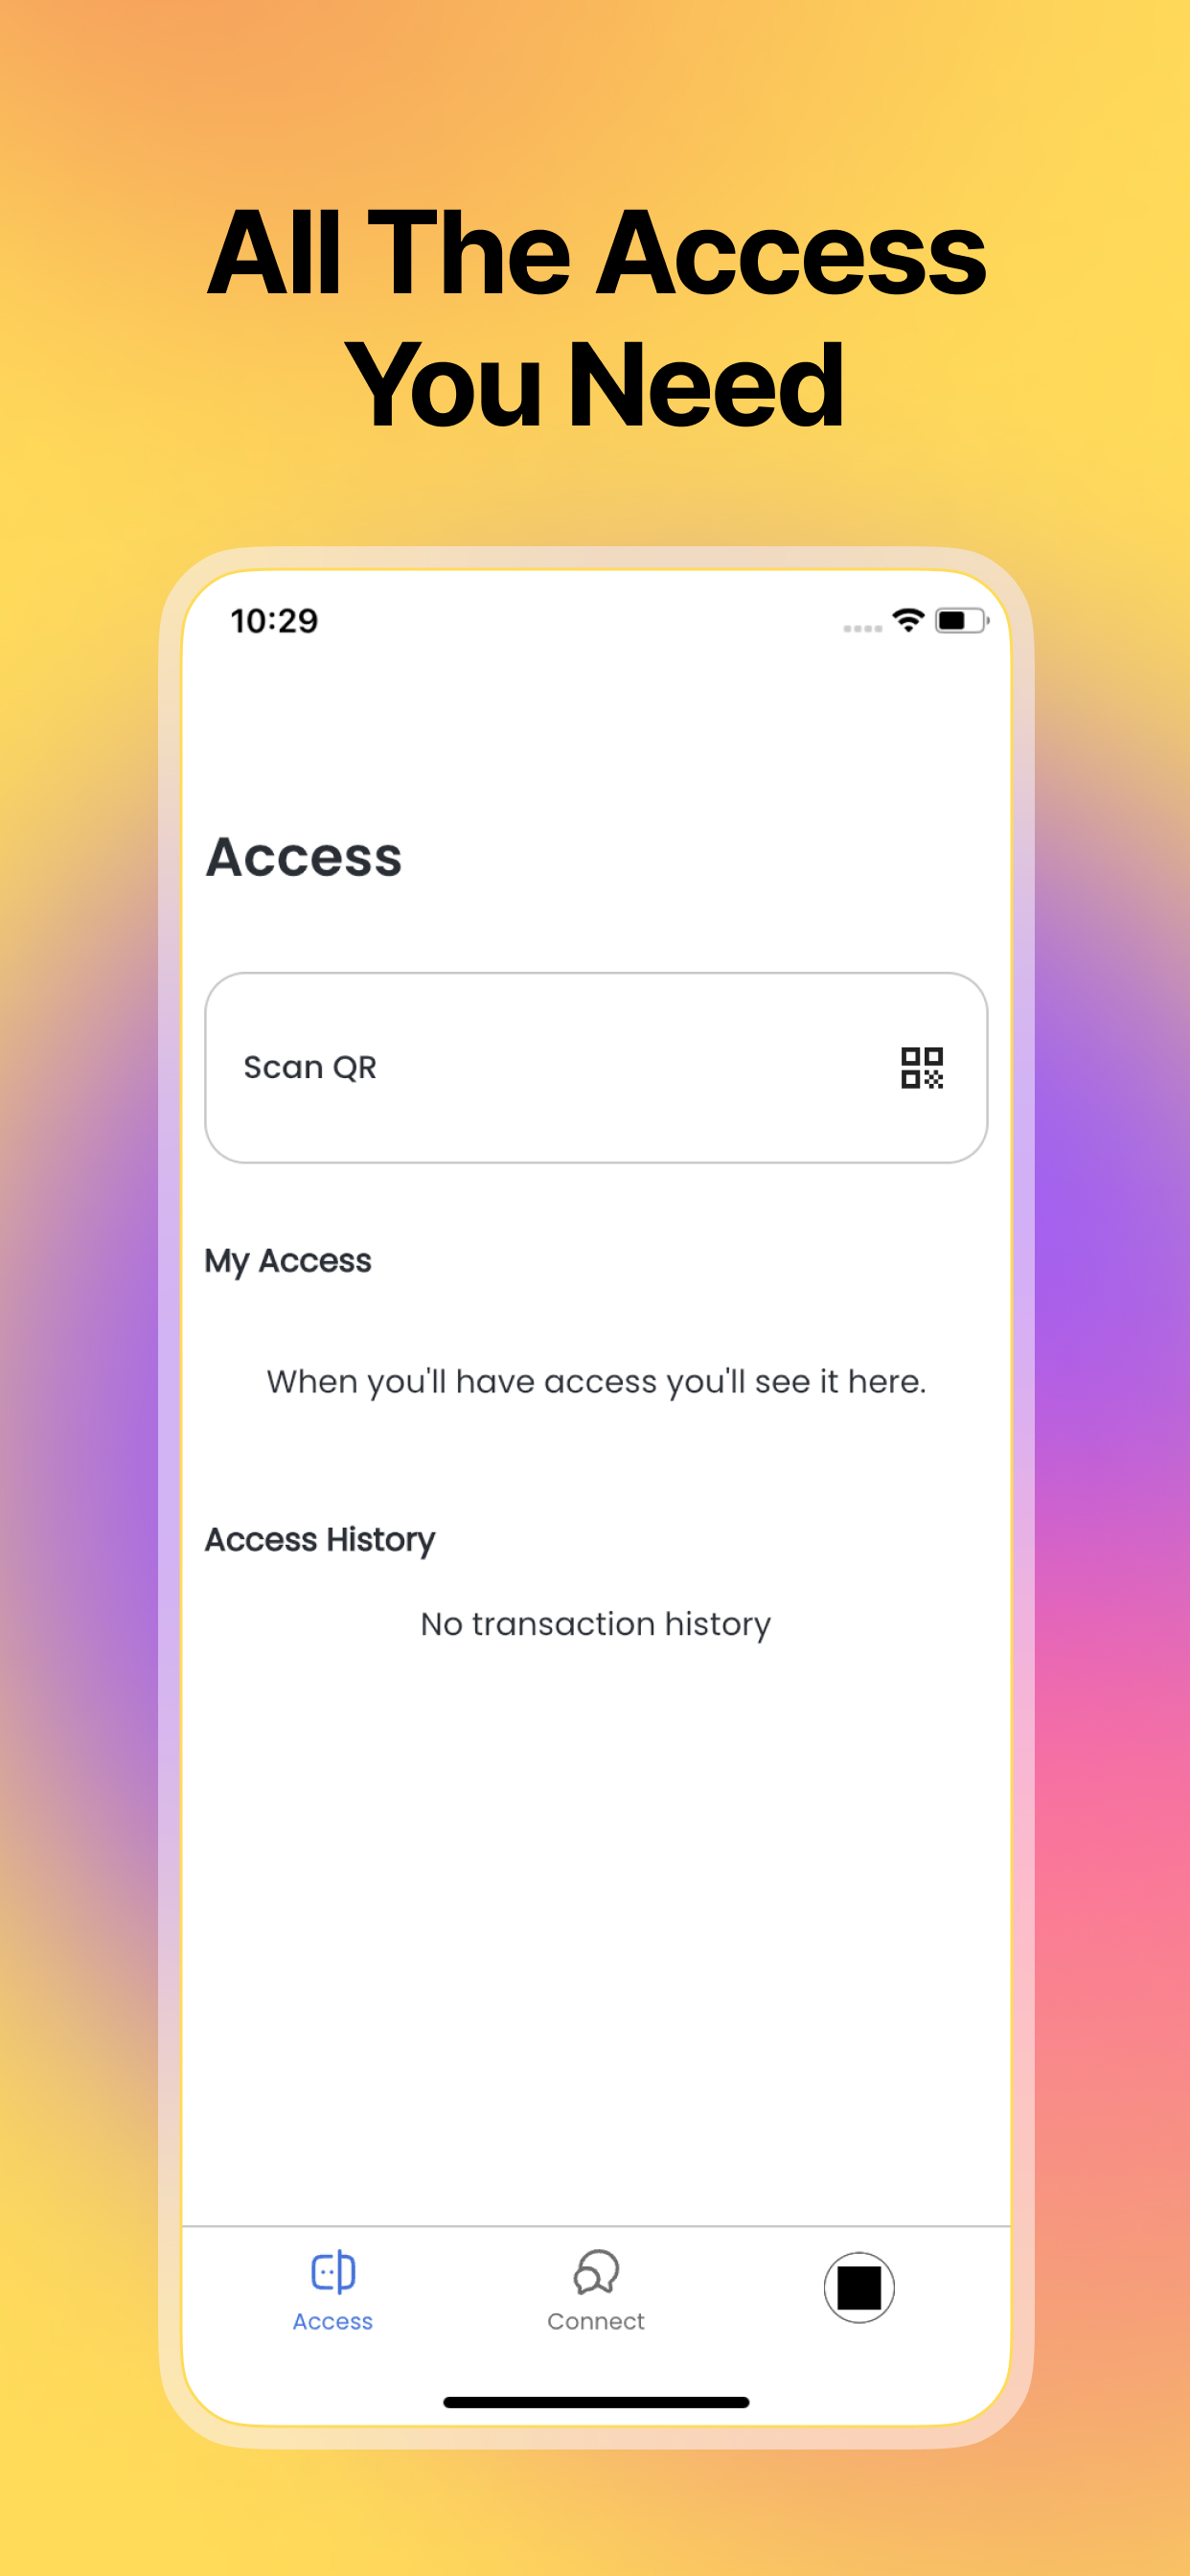 All The Access
You Need
10:29
Access
Scan QR
My Access
When you'll have access you'll see it here.
Access History
No transaction history
Access
Connect